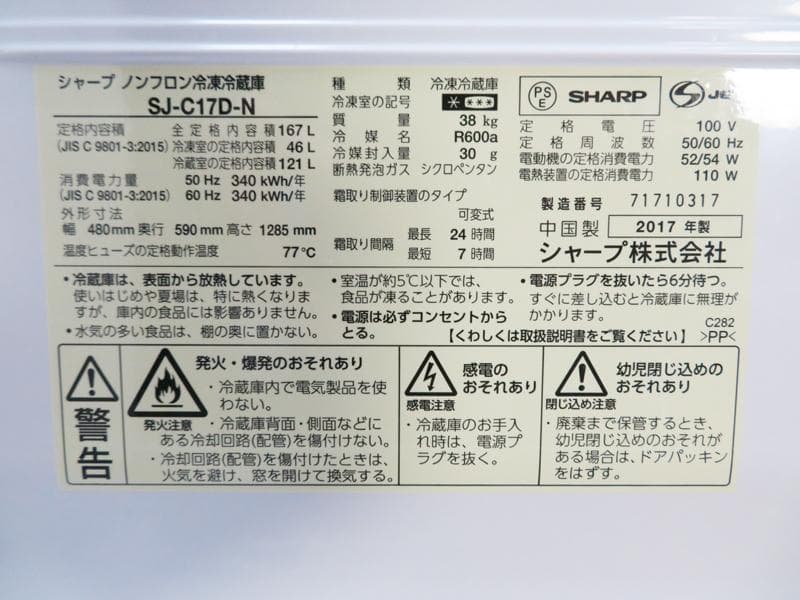 シャープ ノンフロン冷凍冷蔵庫
SJ-C17D-N
定格内容積 全定格内容積 167 L
(JIS C 9801-3:2015) 冷凍室の定格内容積 46 L
冷蔵室の定格内容積 121 L
消費電力量 50 Hz 340 kWh/年
(JIS C 9801-3:2015) 60 Hz 340 kWh/年
外形寸法
幅 480mm 奥行 590mm 高さ 1285 mm
温度ヒューズの定格動作温度 77℃
種類 冷凍冷蔵庫
冷凍室の記号
質量 38 kg
冷媒名 R600a
冷媒封入量 30 g
断熱発泡ガス シクロペンタン
霜取り制御装置のタイプ
可変式
霜取り間隔 最長 24 時間
最短 7 時間
PS
E
SHARP
定格電圧 100 V
定格周波数 50/60 Hz
電動機の定格消費電力 52/54 W
電熱装置の定格消費電力 110 W
製造番号 71710317
中国製 2017 年製
シャープ株式会社
・冷蔵庫は、表面から放熱しています。
使いはじめや夏場は、特に熱くなりま
すが、庫内の食品には影響ありません。
・水気の多い食品は、棚の奥に置かない。
・室温が約5℃以下では、
食品が凍ることがあります。
・電源は必ずコンセントから
とる。
・電源プラグを抜いたら6分待つ。
すぐに差し込むと冷蔵庫に無理が
かかります。
C282
【くわしくは取扱説明書をご覧ください】 >PP<
警告
発火・爆発のおそれあり
発火注意
・冷蔵庫内で電気製品を使
わない。
・冷蔵庫背面・側面などに
ある冷却回路(配管)を傷付けない。
・冷却回路(配管)を傷付けたときは、
火気を避け、窓を開けて換気する。
感電の
おそれあり
感電注意
・冷蔵庫のお手入
れ時は、電源プ
ラグを抜く。
幼児閉じ込めの
おそれあり
閉じ込め注意
・廃棄まで保管するとき、
幼児閉じ込めのおそれが
ある場合は、ドアパッキン
をはずす。